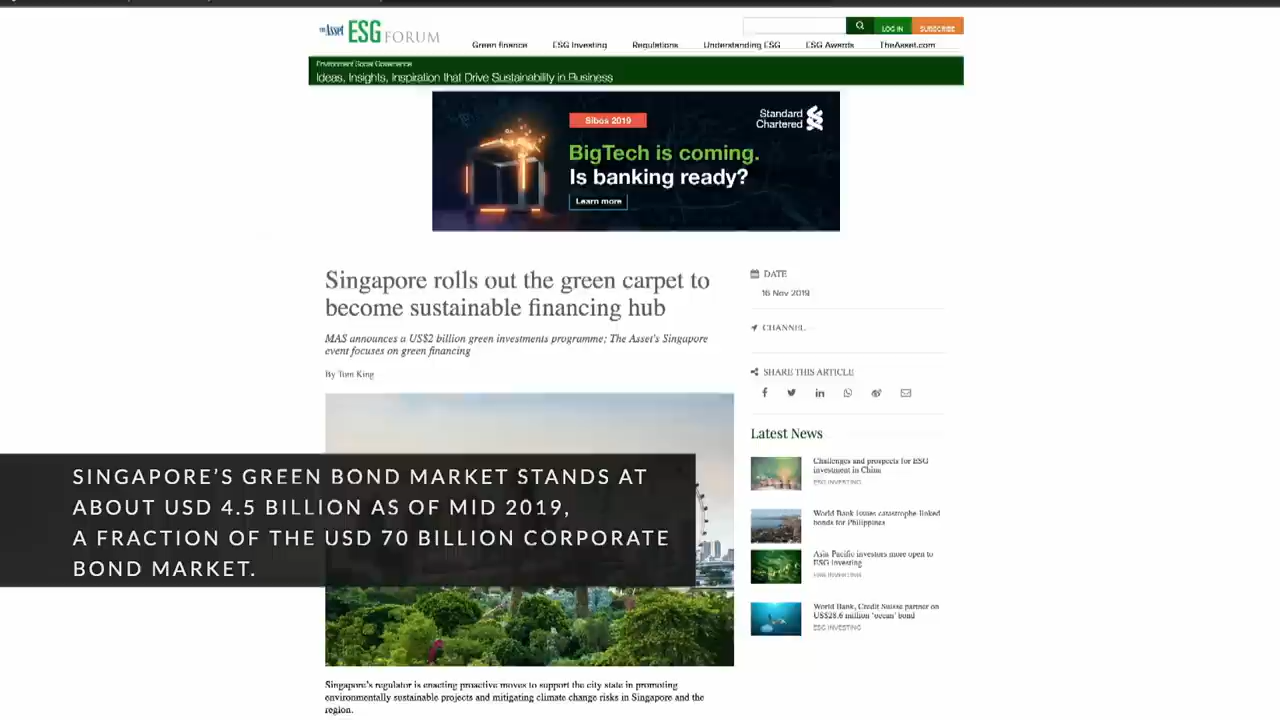 THE Asset ESG FORUM
LOG IN
SUBSCRIBE
Green finance
ESG Investing
Regulations
Understanding ESG
ESG Awards
TheAsset.com
Environment Social Governance
Ideas, Insights, Inspiration that Drive Sustainability in Business
Sibos 2019
Standard
Chartered
BigTech is coming.
Is banking ready?
Learn more
Singapore rolls out the green carpet to
become sustainable financing hub
MAS announces a US$2 billion green investments programme; The Asset's Singapore
event focuses on green financing
By Tom King
DATE
16 Nov 2019
CHANNEL
SHARE THIS ARTICLE
Latest News
Challenges and prospects for ESG
investment in China
ESG INVESTING
World Bank issues catastrophe-linked
bonds for Philippines
Asia Pacific investors more open to
ESG investing
ESG INVESTING
World Bank, Credit Suisse partner on
US$28.6 million 'ocean' bond
ESG INVESTING
SINGAPORE'S GREEN BOND MARKET STANDS AT
ABOUT USD 4.5 BILLION AS OF MID 2019,
A FRACTION OF THE USD 70 BILLION CORPORATE
BOND MARKET.
Singapore's regulator is enacting proactive moves to support the city state in promoting
environmentally sustainable projects and mitigating climate change risks in Singapore and the
region.